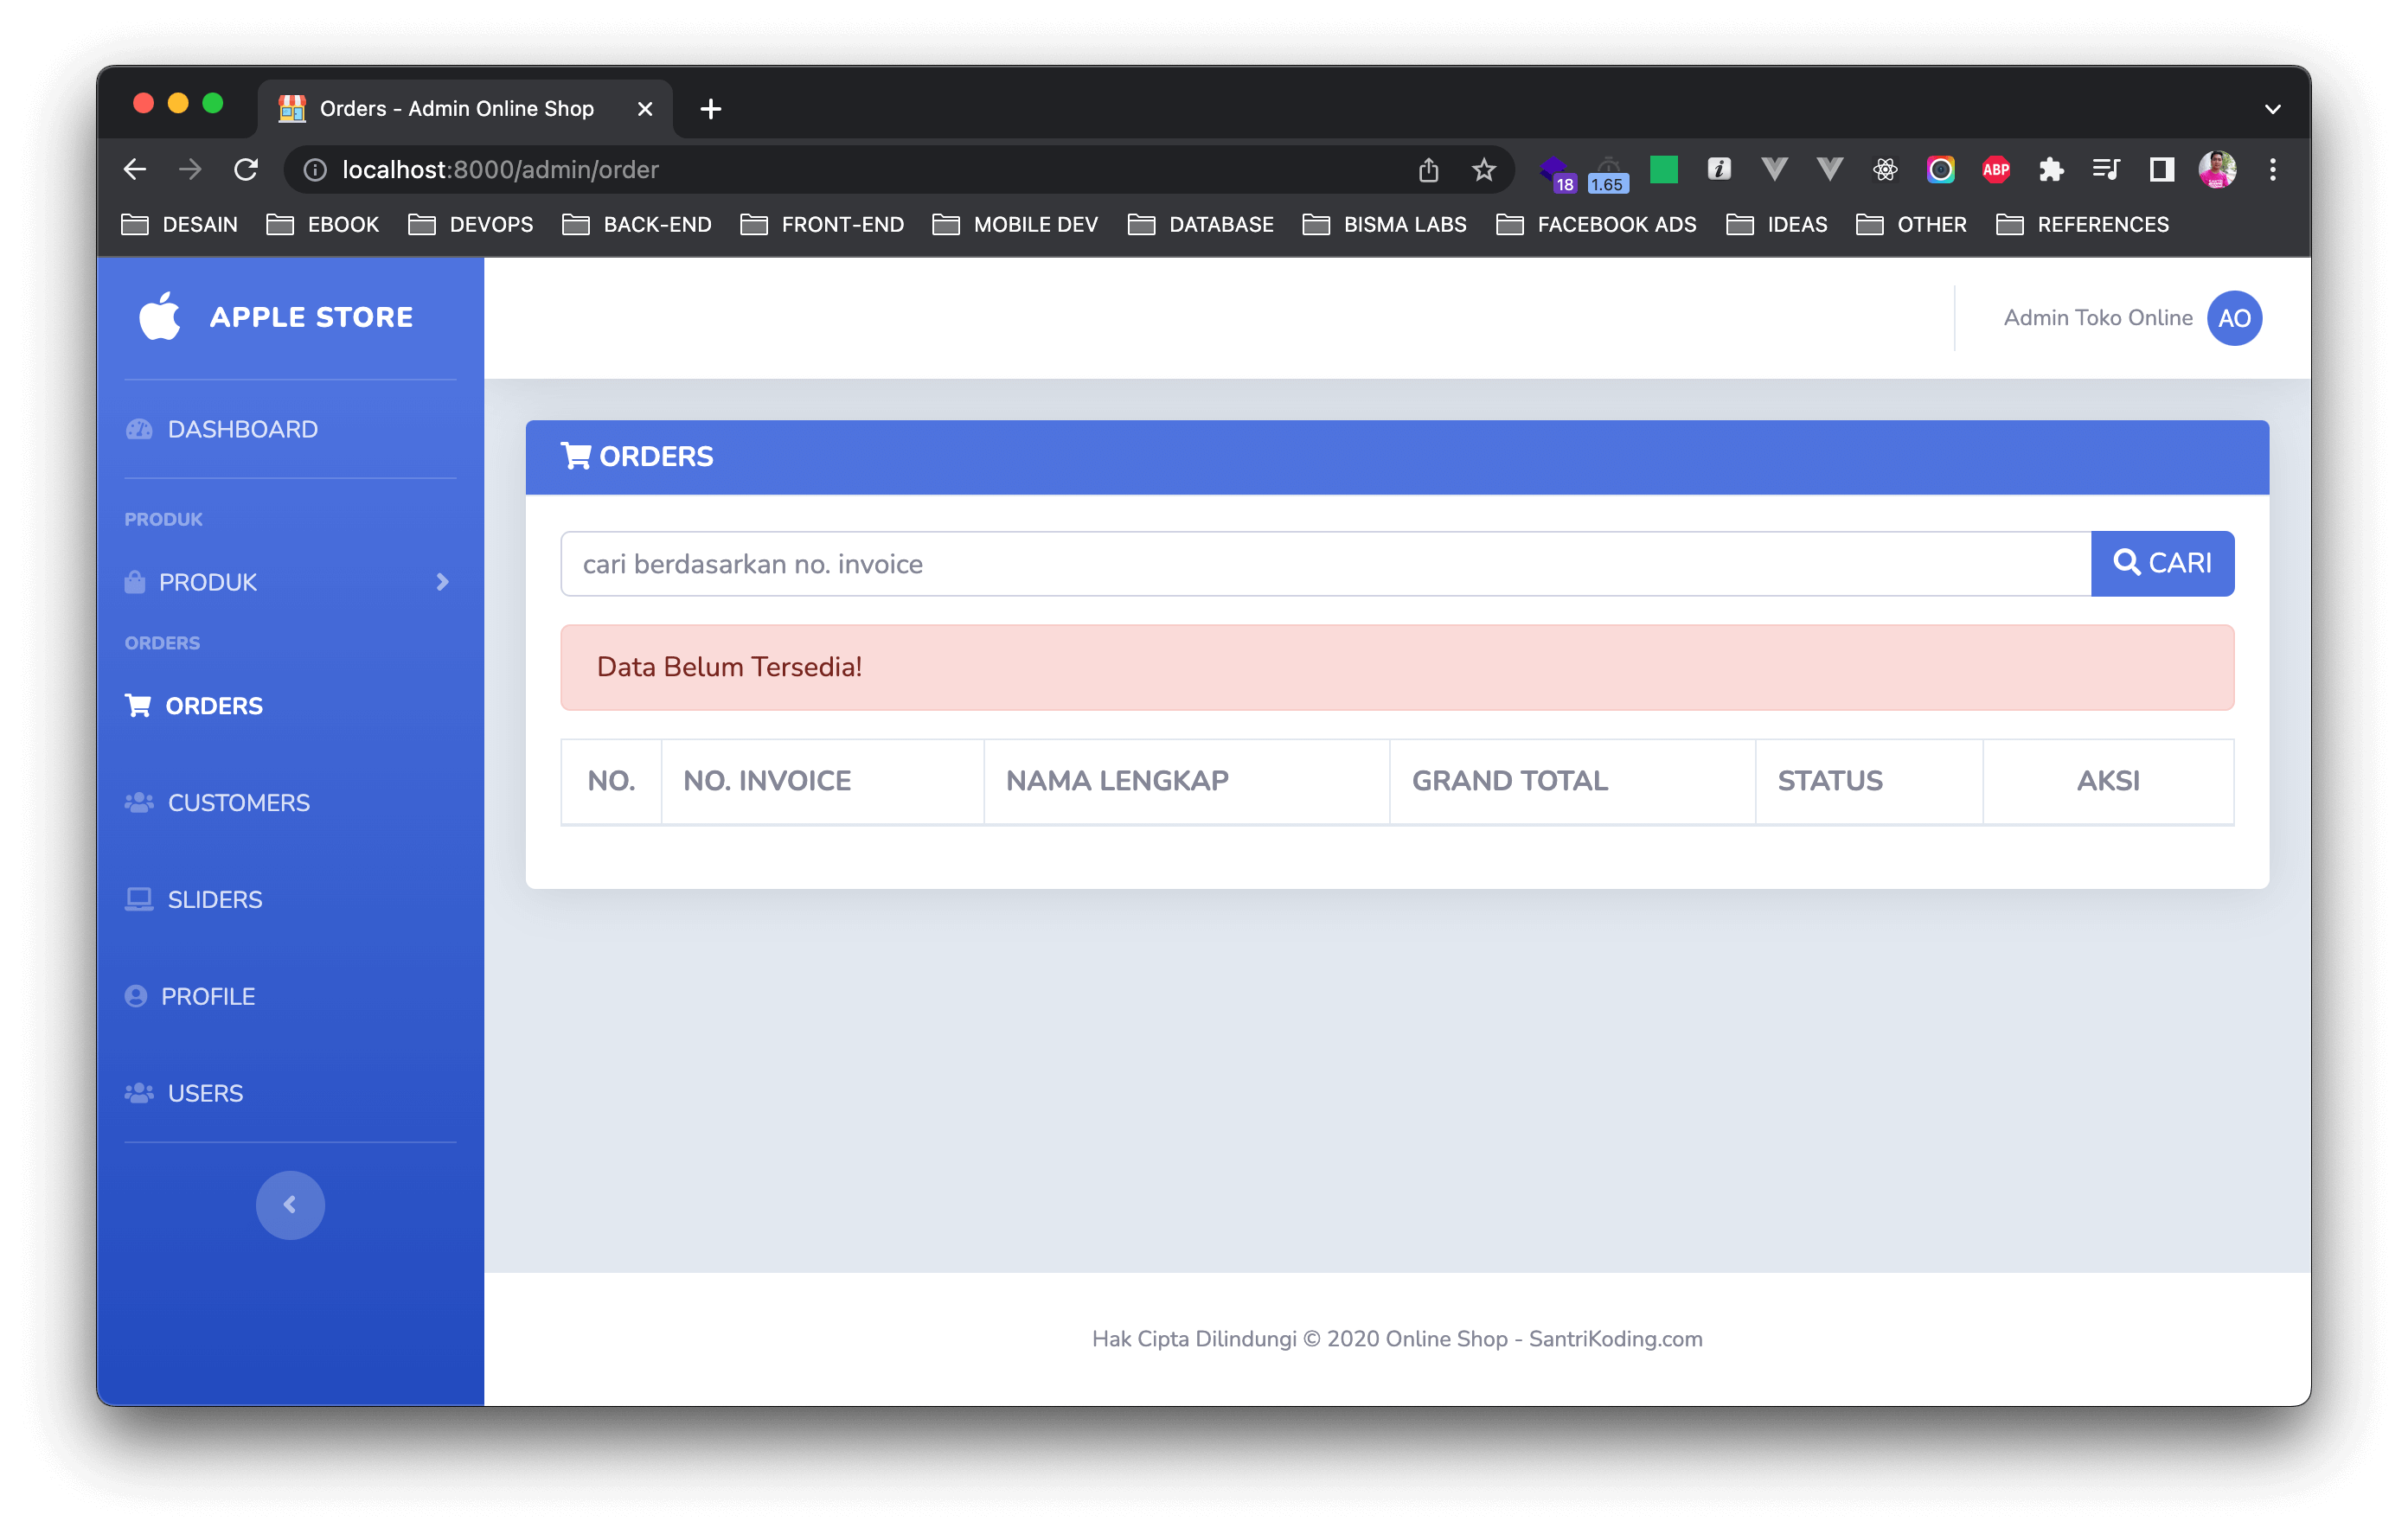 Orders - Admin Online Shop
localhost:8000/admin/order
18
1.65
ABP
DESAIN EBOOK DEVOPS BACK-END FRONT-END MOBILE DEV DATABASE BISMA LABS FACEBOOK ADS IDEAS OTHER REFERENCES
APPLE STORE
Admin Toko Online AO
DASHBOARD
PRODUK
PRODUK
ORDERS
ORDERS
CUSTOMERS
SLIDERS
PROFILE
USERS
ORDERS
cari berdasarkan no. invoice
CARI
Data Belum Tersedia!
NO. NO. INVOICE NAMA LENGKAP GRAND TOTAL STATUS AKSI
Hak Cipta Dilindungi © 2020 Online Shop - SantriKoding.com